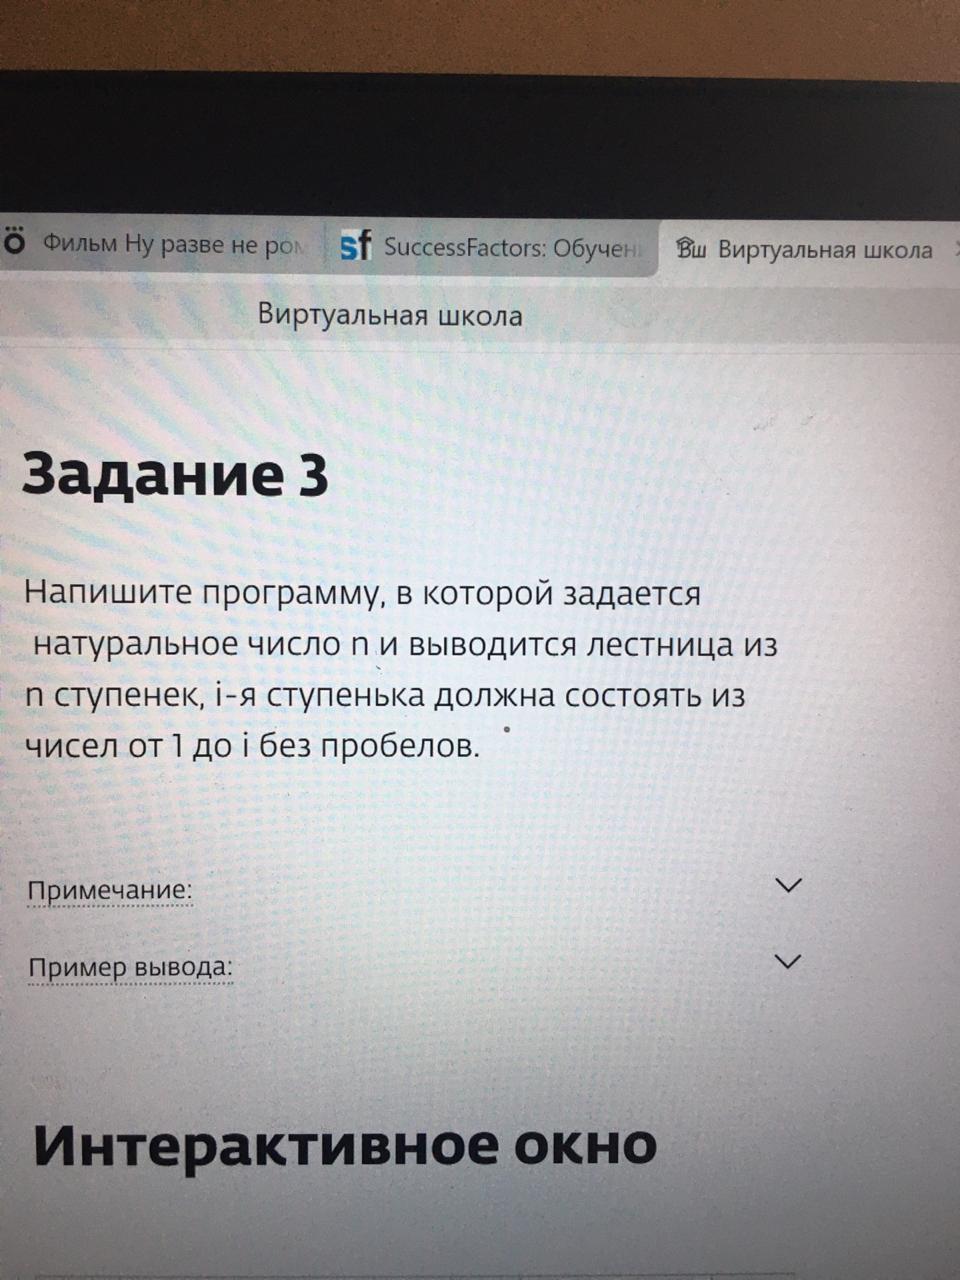 Фильм Ну разве не ром
sf SuccessFactors: Обучен
Вш Виртуальная школа
Виртуальная школа
Задание 3
Напишите программу, в которой задается
натуральное число n и выводится лестница из
n ступенек, i-я ступенька должна состоять из
чисел от 1 до i без пробелов.
Примечание:
Пример вывода:
Интерактивное окно